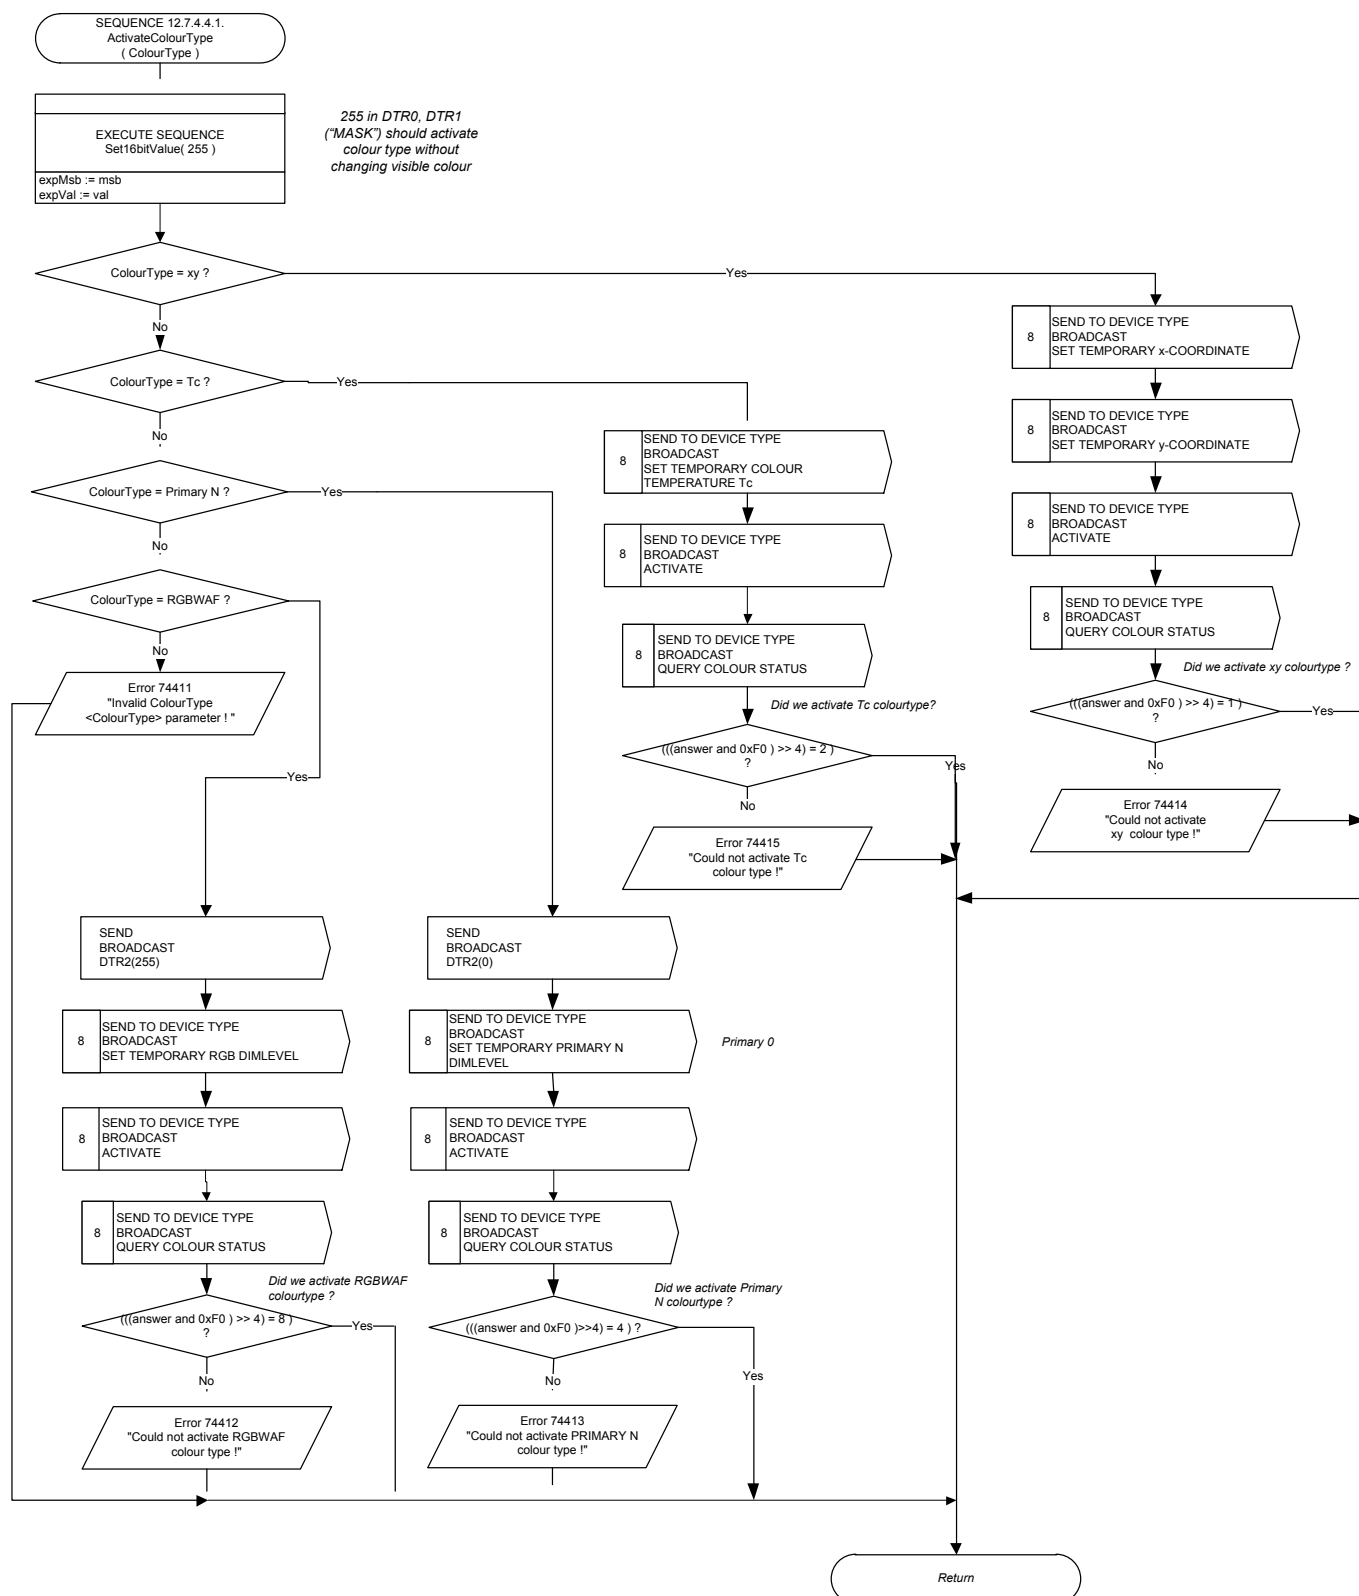 SEQUENCE 12.7.4.4.1.
ActivateColourType
( ColourType )
EXECUTE SEQUENCE
Set16bitValue( 255 )
expMsb := msb
expVal := val
255 in DTR0, DTR1
("MASK") should activate
colour type without
changing visible colour
ColourType = xy ?
Yes
No
8
SEND TO DEVICE TYPE
BROADCAST
SET TEMPORARY x-COORDINATE
ColourType = Tc ?
Yes
No
8
SEND TO DEVICE TYPE
BROADCAST
SET TEMPORARY y-COORDINATE
8
SEND TO DEVICE TYPE
BROADCAST
SET TEMPORARY COLOUR
TEMPERATURE Tc
ColourType = Primary N ?
Yes
No
8
SEND TO DEVICE TYPE
BROADCAST
ACTIVATE
8
SEND TO DEVICE TYPE
BROADCAST
ACTIVATE
ColourType = RGBWAF ?
No
8
SEND TO DEVICE TYPE
BROADCAST
QUERY COLOUR STATUS
8
SEND TO DEVICE TYPE
BROADCAST
QUERY COLOUR STATUS
Did we activate xy colourtype ?
Error 74411
"Invalid ColourType
<ColourType> parameter ! "
Did we activate Tc colourtype?
(((answer and 0xF0 ) >> 4) = 1 )
?
Yes
No
(((answer and 0xF0 ) >> 4) = 2 )
?
Yes
No
Yes
Error 74414
"Could not activate
xy colour type !"
Error 74415
"Could not activate Tc
colour type !"
SEND
BROADCAST
DTR2(255)
SEND
BROADCAST
DTR2(0)
8
SEND TO DEVICE TYPE
BROADCAST
SET TEMPORARY RGB DIMLEVEL
8
SEND TO DEVICE TYPE
BROADCAST
SET TEMPORARY PRIMARY N
DIMLEVEL
Primary 0
8
SEND TO DEVICE TYPE
BROADCAST
ACTIVATE
8
SEND TO DEVICE TYPE
BROADCAST
ACTIVATE
8
SEND TO DEVICE TYPE
BROADCAST
QUERY COLOUR STATUS
8
SEND TO DEVICE TYPE
BROADCAST
QUERY COLOUR STATUS
Did we activate RGBWAF
colourtype ?
Did we activate Primary
N colourtype ?
(((answer and 0xF0 ) >> 4) = 8 )
?
Yes
No
(((answer and 0xF0 )>>4) = 4 ) ?
Yes
No
Error 74412
"Could not activate RGBWAF
colour type !"
Error 74413
"Could not activate PRIMARY N
colour type !"
Return